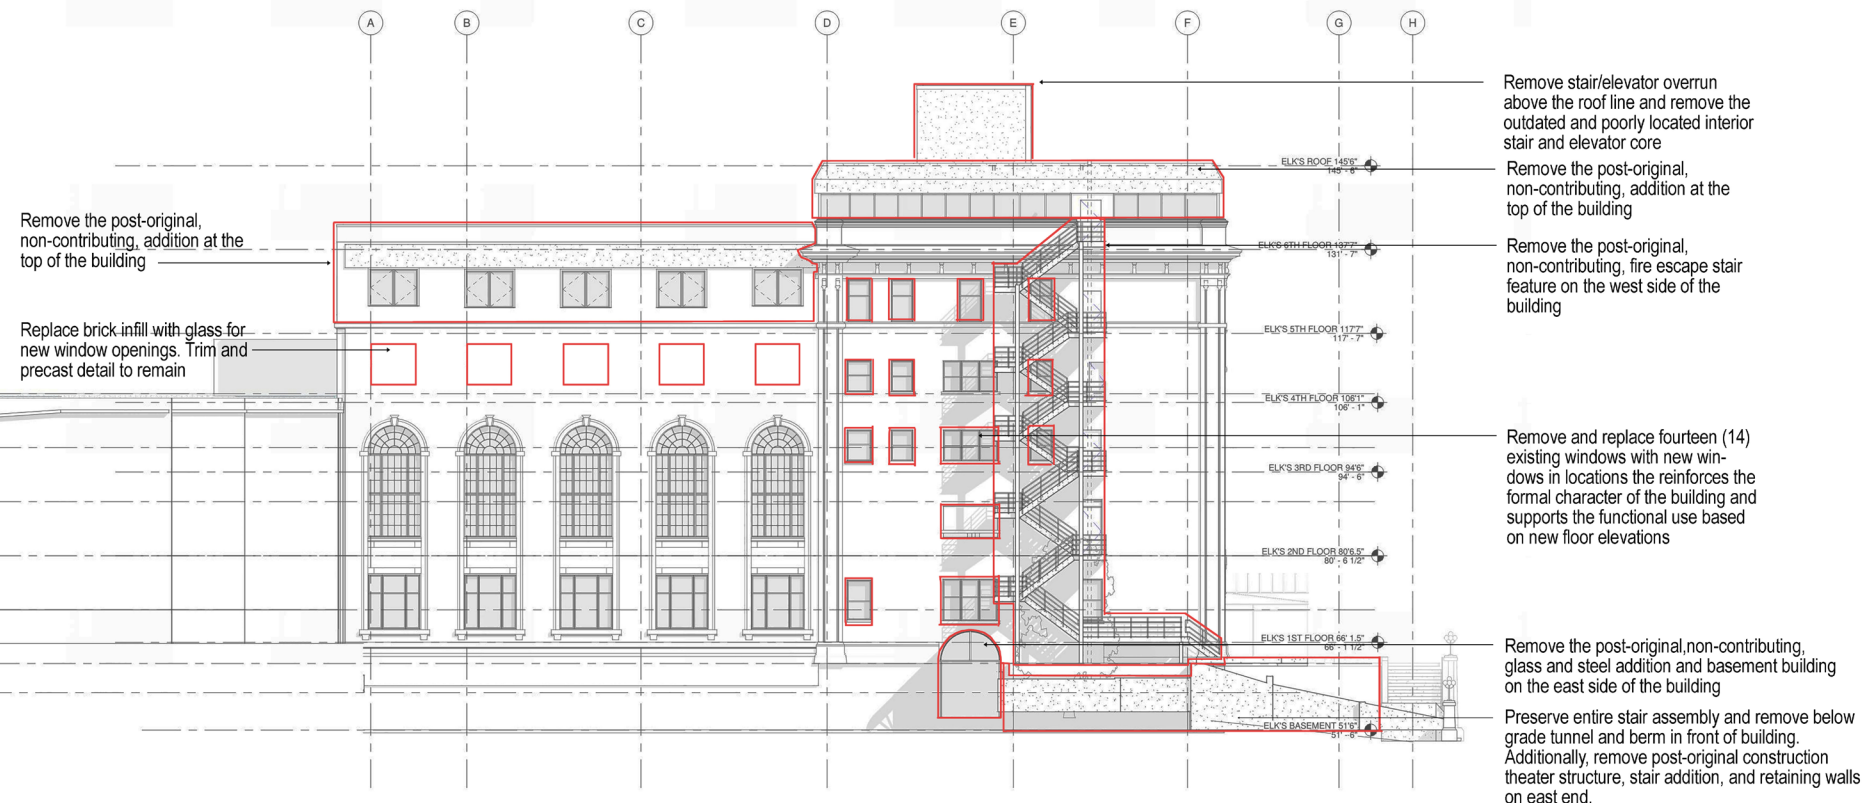 A B C D E F G H
Remove stair/elevator overrun
above the roof line and remove the
outdated and poorly located interior
stair and elevator core
ELK'S ROOF 145'6"
145' - 6"
Remove the post-original,
non-contributing, addition at the
top of the building
Remove the post-original,
non-contributing, addition at the
top of the building
ELK'S 6TH FLOOR 137'7"
131' - 7"
Remove the post-original,
non-contributing, fire escape stair
feature on the west side of the
building
Replace brick infill with glass for
new window openings. Trim and
precast detail to remain
ELK'S 5TH FLOOR 117'7"
117' - 7"
ELK'S 4TH FLOOR 106'1"
106' - 1"
Remove and replace fourteen (14)
existing windows with new win-
dows in locations the reinforces the
formal character of the building and
supports the functional use based
on new floor elevations
ELK'S 3RD FLOOR 94'6"
94' - 6"
ELK'S 2ND FLOOR 80'6.5"
80' - 6 1/2"
ELK'S 1ST FLOOR 66' 1.5"
66' - 1 1/2"
Remove the post-original,non-contributing,
glass and steel addition and basement building
on the east side of the building
ELK'S BASEMENT 51'6"
51' - 6"
Preserve entire stair assembly and remove below
grade tunnel and berm in front of building.
Additionally, remove post-original construction
theater structure, stair addition, and retaining walls
on east end.